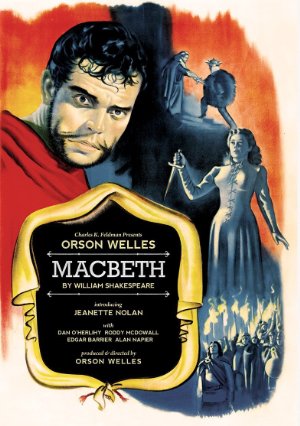 Charles K. Feldman Presents
ORSON WELLES
MACBETH
BY WILLIAM SHAKESPEARE
introducing
JEANETTE NOLAN
with
DAN O'HERLIHY RODDY McDOWALL
EDGAR BARRIER ALAN NAPIER
produced & directed by
ORSON WELLES